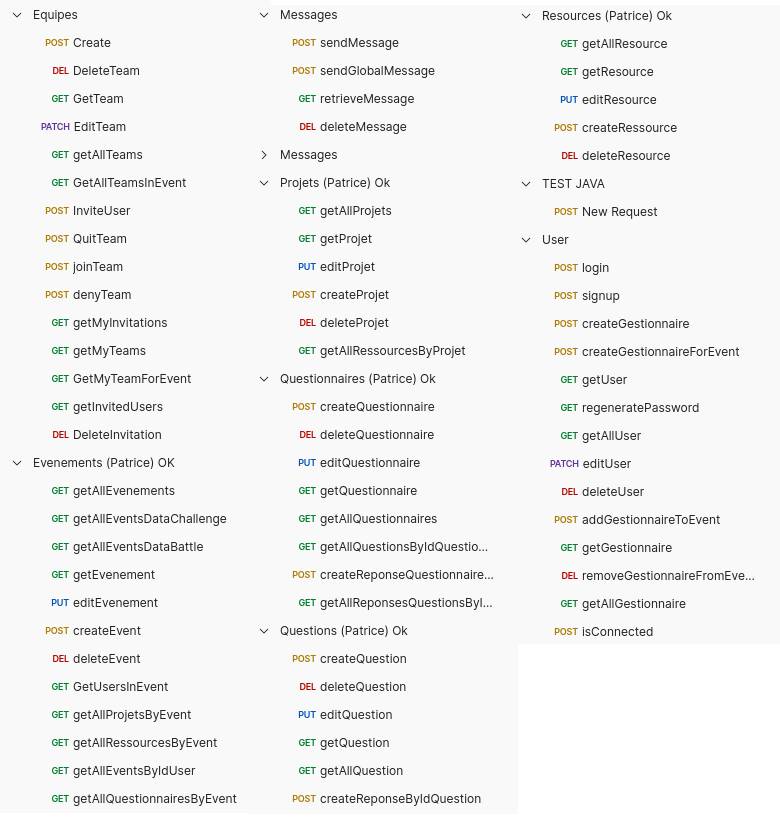 Equipes
POST Create
DEL DeleteTeam
GET GetTeam
PATCH EditTeam
GET getAllTeams
GET GetAllTeamsInEvent
POST InviteUser
POST QuitTeam
POST joinTeam
POST denyTeam
GET getMyInvitations
GET getMyTeams
GET GetMyTeamForEvent
GET getInvitedUsers
DEL DeleteInvitation
Evenements (Patrice) OK
GET getAllEvenements
GET getAllEventsDataChallenge
GET getAllEventsDataBattle
GET getEvenement
PUT editEvenement
POST createEvent
DEL deleteEvent
GET GetUsersInEvent
GET getAllProjetsByEvent
GET getAllRessourcesByEvent
GET getAllEventsByIdUser
GET getAllQuestionnairesByEvent
Messages
POST sendMessage
POST sendGlobalMessage
GET retrieveMessage
DEL deleteMessage
Messages
Projets (Patrice) Ok
GET getAllProjets
GET getProjet
PUT editProjet
POST createProjet
DEL deleteProjet
GET getAllRessourcesByProjet
Questionnaires (Patrice) Ok
POST createQuestionnaire
DEL deleteQuestionnaire
PUT editQuestionnaire
GET getQuestionnaire
GET getAllQuestionnaires
GET getAllQuestionsByIdQuestio...
POST createReponseQuestionnaire...
GET getAllReponsesQuestionsByI...
Questions (Patrice) Ok
POST createQuestion
DEL deleteQuestion
PUT editQuestion
GET getQuestion
GET getAllQuestion
POST createReponseByIdQuestion
Resources (Patrice) Ok
GET getAllResource
GET getResource
PUT editResource
POST createRessource
DEL deleteResource
TEST JAVA
POST New Request
User
POST login
POST signup
POST createGestionnaire
POST createGestionnaireForEvent
GET getUser
GET regeneratePassword
GET getAllUser
PATCH editUser
DEL deleteUser
POST addGestionnaireToEvent
GET getGestionnaire
DEL removeGestionnaireFromEve...
GET getAllGestionnaire
POST isConnected